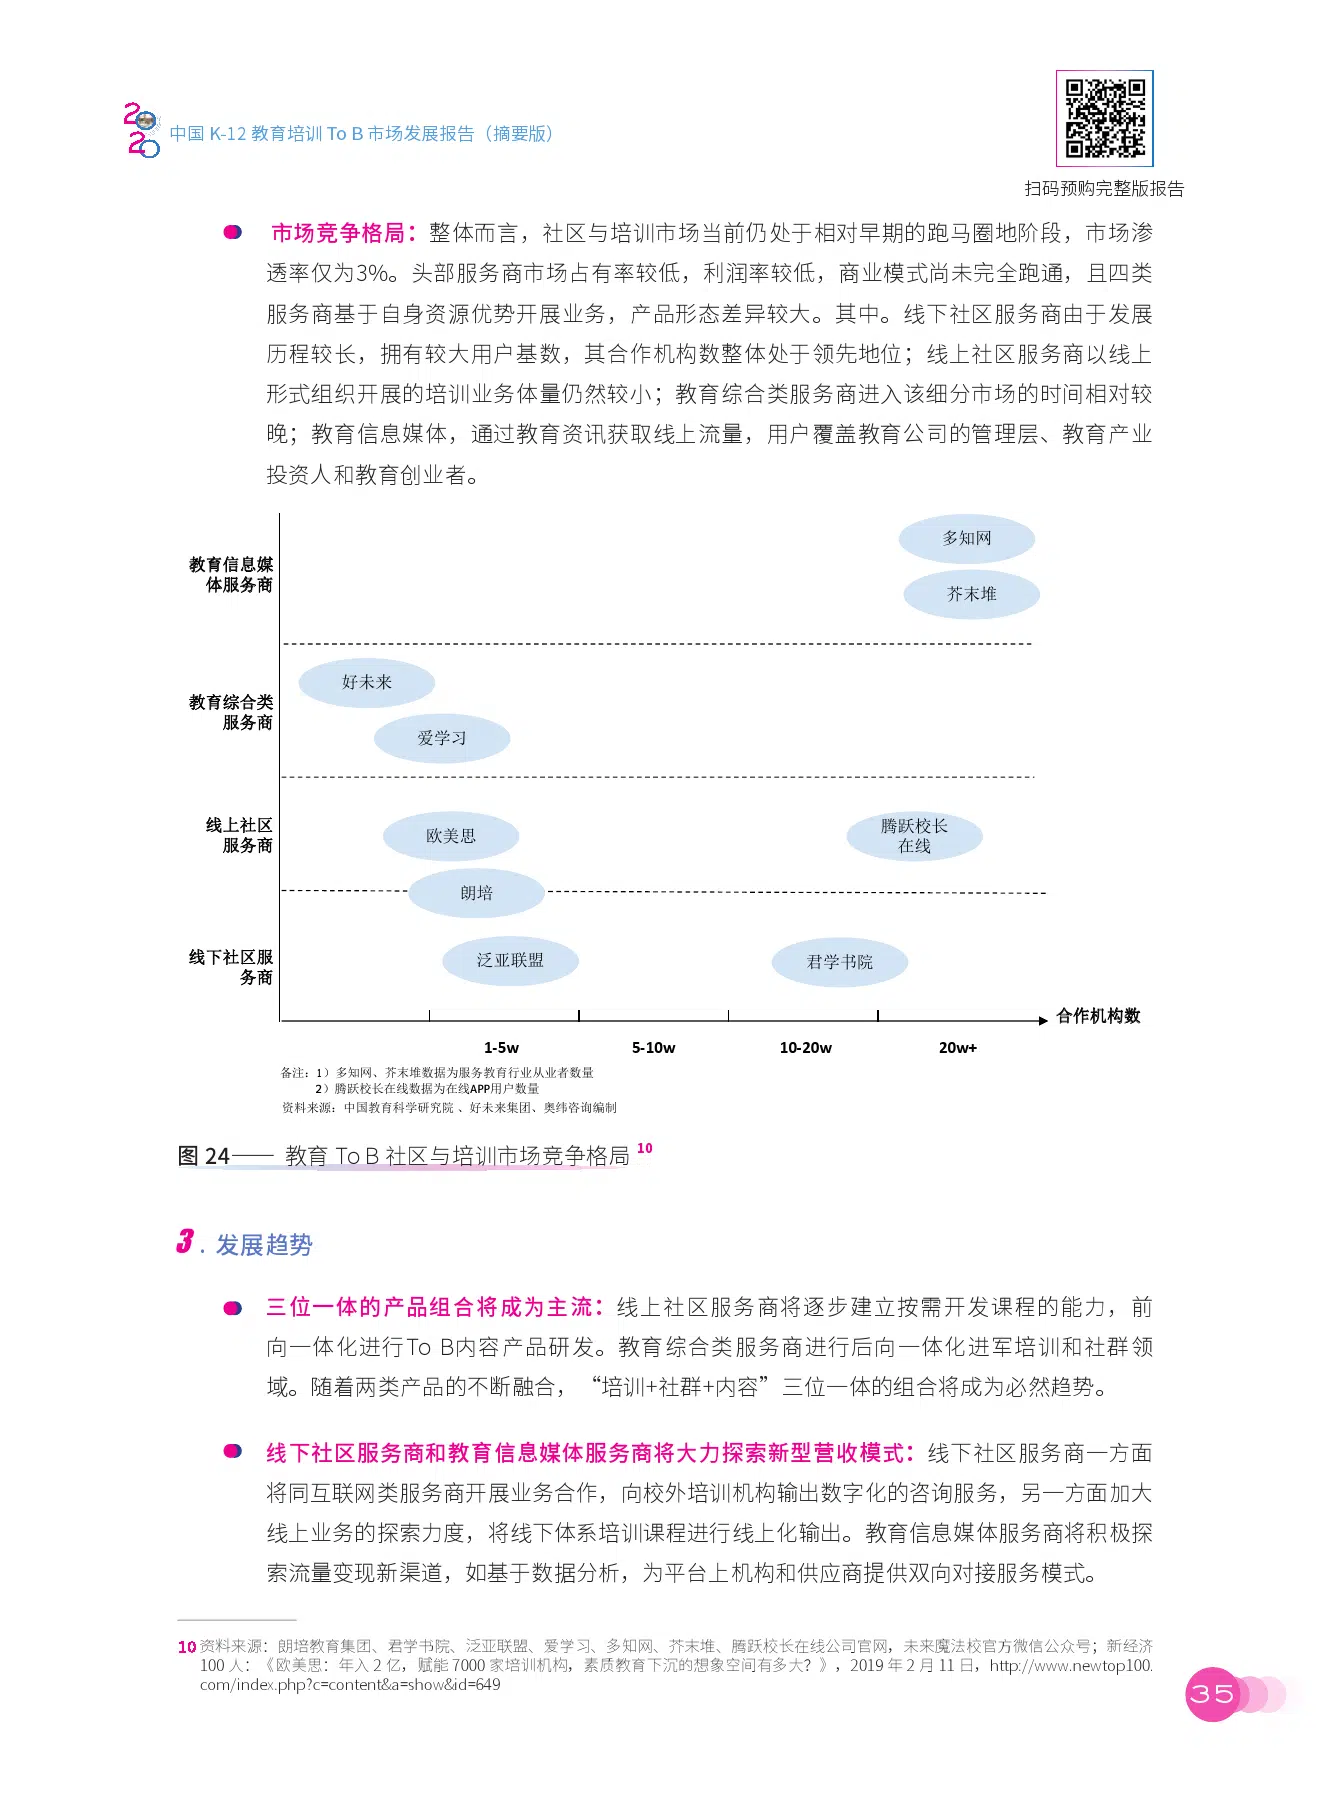 2020
中国 K-12 教育培训 To B 市场发展报告（摘要版）
扫码预购完整版报告
市场竞争格局：整体而言，社区与培训市场当前仍处于相对早期的跑马圈地阶段，市场渗
透率仅为3%。头部服务商市场占有率较低，利润率较低，商业模式尚未完全跑通，且四类
服务商基于自身资源优势开展业务，产品形态差异较大。其中。线下社区服务商由于发展
历程较长，拥有较大用户基数，其合作机构数整体处于领先地位；线上社区服务商以线上
形式组织开展的培训业务体量仍然较小；教育综合类服务商进入该细分市场的时间相对较
晚；教育信息媒体，通过教育资讯获取线上流量，用户覆盖教育公司的管理层、教育产业
投资人和教育创业者。
教育信息媒
体服务商
多知网
芥末堆
教育综合类
服务商
好未来
爱学习
线上社区
服务商
欧美思
腾跃校长
在线
朗培
线下社区服
务商
泛亚联盟
君学书院
合作机构数
1-5w
5-10w
10-20w
20w+
备注：1）多知网、芥末堆数据为服务教育行业从业者数量
2）腾跃校长在线数据为在线APP用户数量
资料来源：中国教育科学研究院 、好未来集团、奥纬咨询编制
图 24—— 教育 To B 社区与培训市场竞争格局 10
3 . 发展趋势
三位一体的产品组合将成为主流：线上社区服务商将逐步建立按需开发课程的能力，前
向一体化进行To B内容产品研发。教育综合类服务商进行后向一体化进军培训和社群领
域。随着两类产品的不断融合，“培训+社群+内容”三位一体的组合将成为必然趋势。
线下社区服务商和教育信息媒体服务商将大力探索新型营收模式：线下社区服务商一方面
将同互联网类服务商开展业务合作，向校外培训机构输出数字化的咨询服务，另一方面加大
线上业务的探索力度，将线下体系培训课程进行线上化输出。教育信息媒体服务商将积极探
索流量变现新渠道，如基于数据分析，为平台上机构和供应商提供双向对接服务模式。
10 资料来源：朗培教育集团、君学书院、泛亚联盟、爱学习、多知网、芥末堆、腾跃校长在线公司官网，未来魔法校官方微信公众号；新经济
100 人：《欧美思：年入 2 亿，赋能 7000 家培训机构，素质教育下沉的想象空间有多大？》，2019 年 2 月 11 日，http://www.newtop100.
com/index.php?c=content&a=show&id=649
35